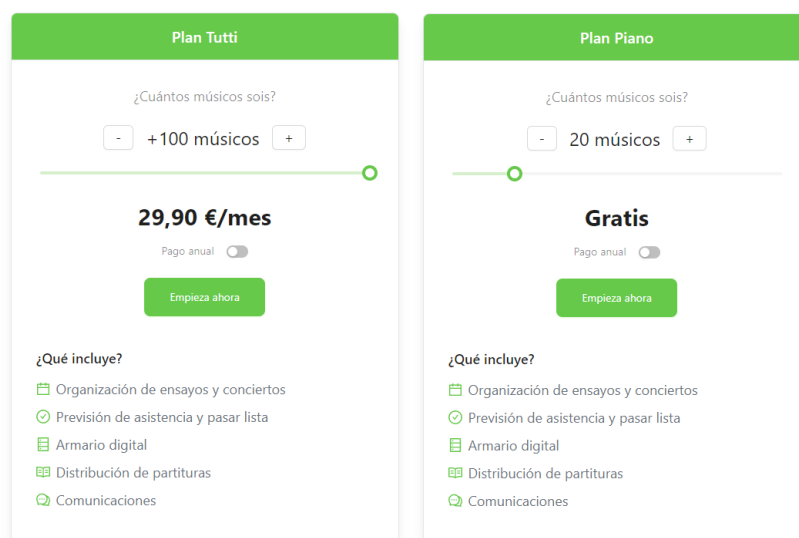 Plan Tutti
¿Cuántos músicos sois?
- +100 músicos +
29,90 €/mes
Pago anual
Empieza ahora
¿Qué incluye?
Organización de ensayos y conciertos
Previsión de asistencia y pasar lista
Armario digital
Distribución de partituras
Comunicaciones
Plan Piano
¿Cuántos músicos sois?
- 20 músicos +
Gratis
Pago anual
Empieza ahora
¿Qué incluye?
Organización de ensayos y conciertos
Previsión de asistencia y pasar lista
Armario digital
Distribución de partituras
Comunicaciones